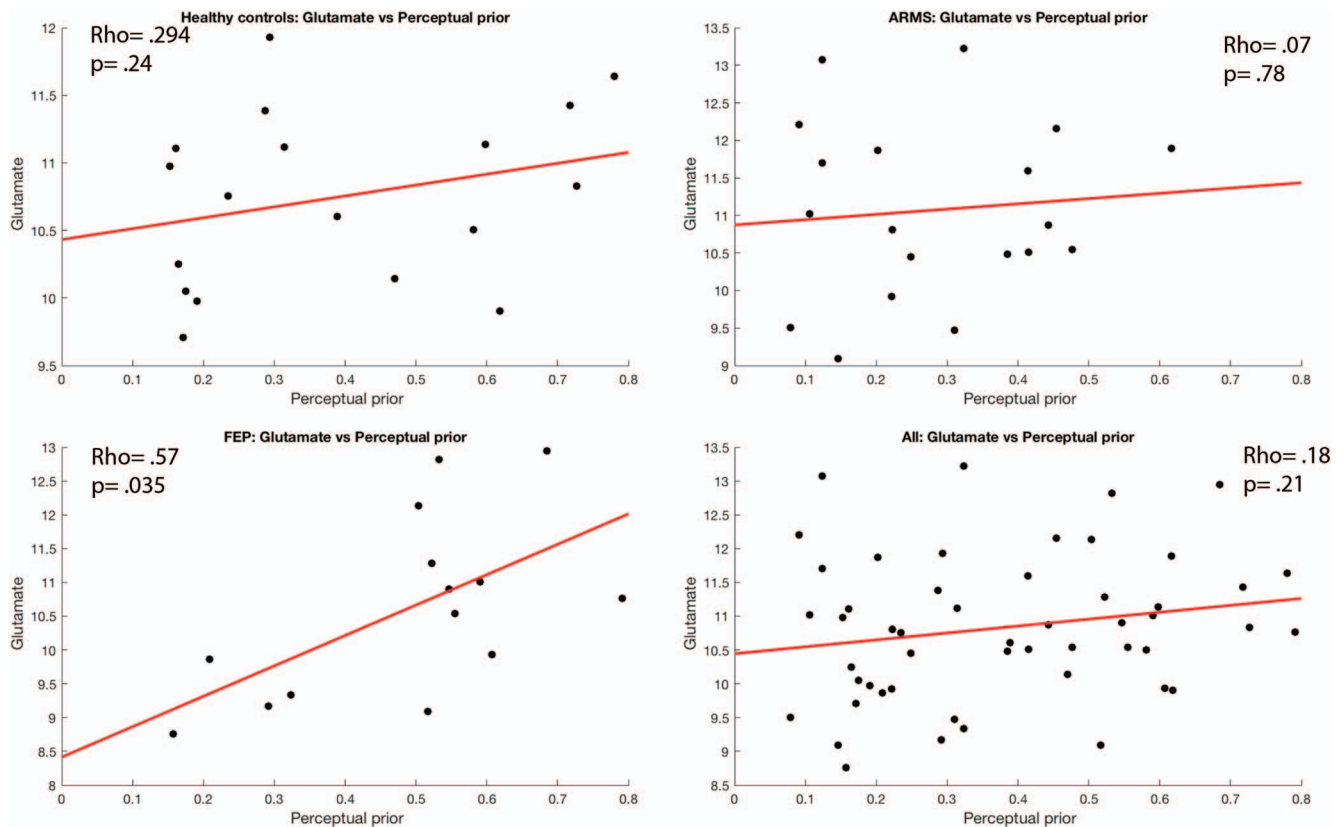 Healthy controls: Glutamate vs Perceptual prior
Rho= .294
p= .24
12
11.5
11
10.5
10
9.5
Glutamate
0 0.1 0.2 0.3 0.4 0.5 0.6 0.7 0.8
Perceptual prior
ARMS: Glutamate vs Perceptual prior
Rho= .07
p= .78
13.5
13
12.5
12
11.5
11
10.5
10
9.5
9
Glutamate
0 0.1 0.2 0.3 0.4 0.5 0.6 0.7 0.8
Perceptual prior
FEP: Glutamate vs Perceptual prior
Rho= .57
p= .035
13
12.5
12
11.5
11
10.5
10
9.5
9
8.5
8
Glutamate
0 0.1 0.2 0.3 0.4 0.5 0.6 0.7 0.8
Perceptual prior
All: Glutamate vs Perceptual prior
Rho= .18
p= .21
13.5
13
12.5
12
11.5
11
10.5
10
9.5
9
8.5
Glutamate
0 0.1 0.2 0.3 0.4 0.5 0.6 0.7 0.8
Perceptual prior